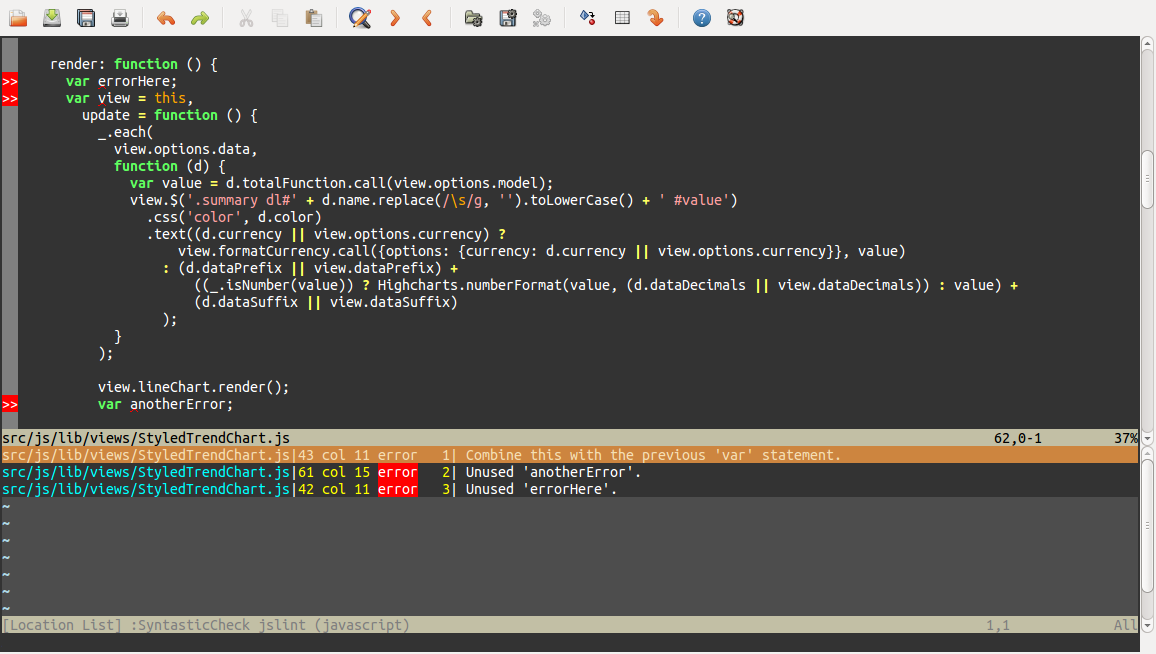 render: function () {
>> var errorHere;
>> var view = this,
update = function () {
_.each(
view.options.data,
function (d) {
var value = d.totalFunction.call(view.options.model);
view.$('.summary dl#' + d.name.replace(/\s/g, '').toLowerCase() + ' #value')
.css('color', d.color)
.text((d.currency || view.options.currency) ?
view.formatCurrency.call({options: {currency: d.currency || view.options.currency}}, value)
: (d.dataPrefix || view.dataPrefix) +
((_.isNumber(value)) ? Highcharts.numberFormat(value, (d.dataDecimals || view.dataDecimals)) : value) +
(d.dataSuffix || view.dataSuffix)
);
}
);
view.lineChart.render();
>> var anotherError;
src/js/lib/views/StyledTrendChart.js 62,0-1 37%
src/js/lib/views/StyledTrendChart.js|43 col 11 error 1| Combine this with the previous 'var' statement.
src/js/lib/views/StyledTrendChart.js|61 col 15 error 2| Unused 'anotherError'.
src/js/lib/views/StyledTrendChart.js|42 col 11 error 3| Unused 'errorHere'.
~
~
~
~
~
~
~
[Location List] :SyntasticCheck jslint (javascript) 1,1 All